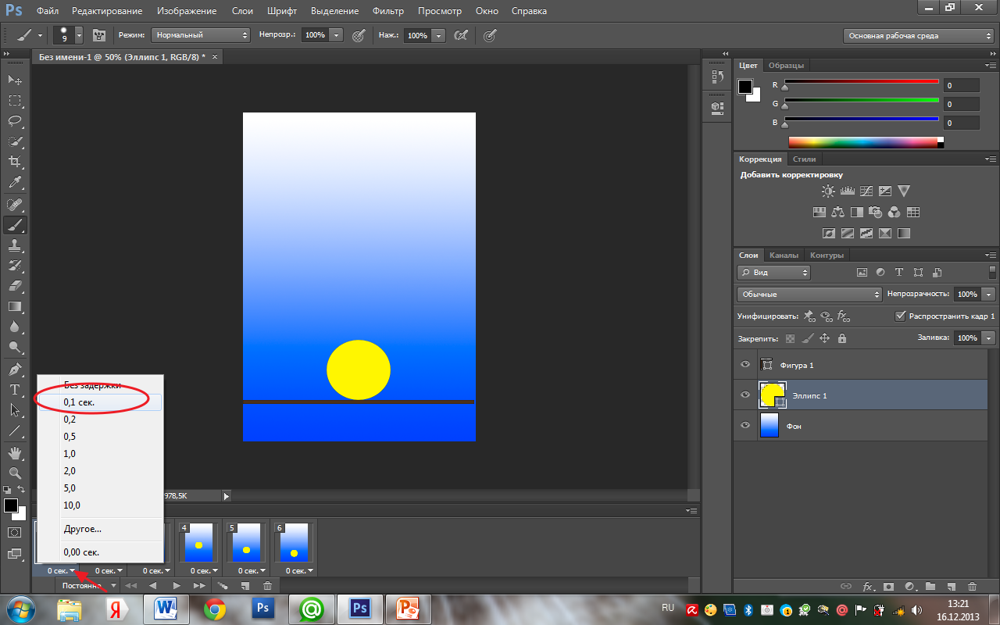 Ps Файл Редактирование Изображение Слои Шрифт Выделение Фильтр Просмотр Окно Справка
9 Режим: Нормальный Непрозр.: 100% Наж.: 100% Основная рабочая среда
Без имени-1 @ 50% (Эллипс 1, RGB/8) * ×
Цвет Образцы
R 0
G 0
B 0
Коррекция Стили
Добавить корректировку
Слои Каналы Контуры
Вид
Обычные Непрозрачность: 100%
Унифицировать: Распространить кадр 1
Закрепить: Заливка: 100%
Фигура 1
Эллипс 1
Фон
Без задержки
0,1 сек.
0,2
0,5
1,0
2,0
5,0
10,0
Другое...
0,00 сек.
978,5K
4 5 6
0 сек. 0 сек. 0 сек. 0 сек. 0 сек. 0 сек.
Постоянно
Я W Ps Ps P RU 13:21
16.12.2013